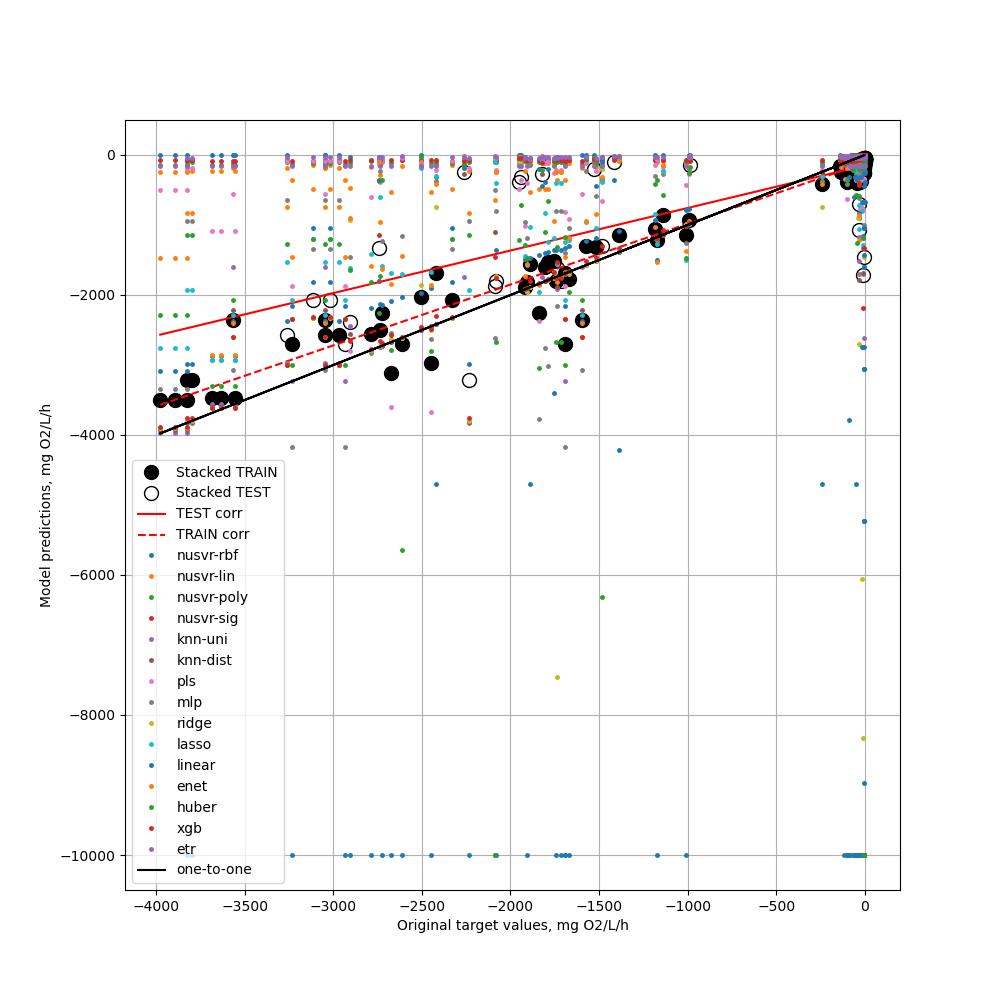 0
−2000
−4000
−6000
−8000
−10000
Model predictions, mg O2/L/h
Stacked TRAIN
Stacked TEST
TEST corr
TRAIN corr
nusvr-rbf
nusvr-lin
nusvr-poly
nusvr-sig
knn-uni
knn-dist
pls
mlp
ridge
lasso
linear
enet
huber
xgb
etr
one-to-one
−4000 −3500 −3000 −2500 −2000 −1500 −1000 −500 0
Original target values, mg O2/L/h